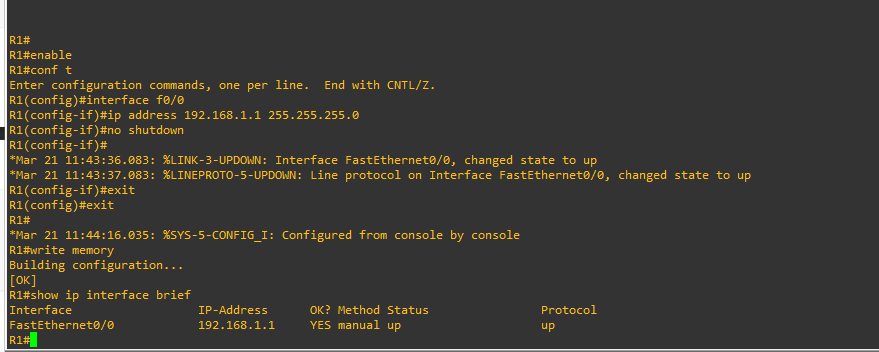 R1#
R1#enable
R1#conf t
Enter configuration commands, one per line.  End with CNTL/Z.
R1(config)#interface f0/0
R1(config-if)#ip address 192.168.1.1 255.255.255.0
R1(config-if)#no shutdown
R1(config-if)#
*Mar 21 11:43:36.083: %LINK-3-UPDOWN: Interface FastEthernet0/0, changed state to up
*Mar 21 11:43:37.083: %LINEPROTO-5-UPDOWN: Line protocol on Interface FastEthernet0/0, changed state to up
R1(config-if)#exit
R1(config)#exit
R1#
*Mar 21 11:44:16.035: %SYS-5-CONFIG_I: Configured from console by console
R1#write memory
Building configuration...
[OK]
R1#show ip interface brief
Interface                  IP-Address      OK? Method Status                Protocol
FastEthernet0/0            192.168.1.1     YES manual up                    up
R1#